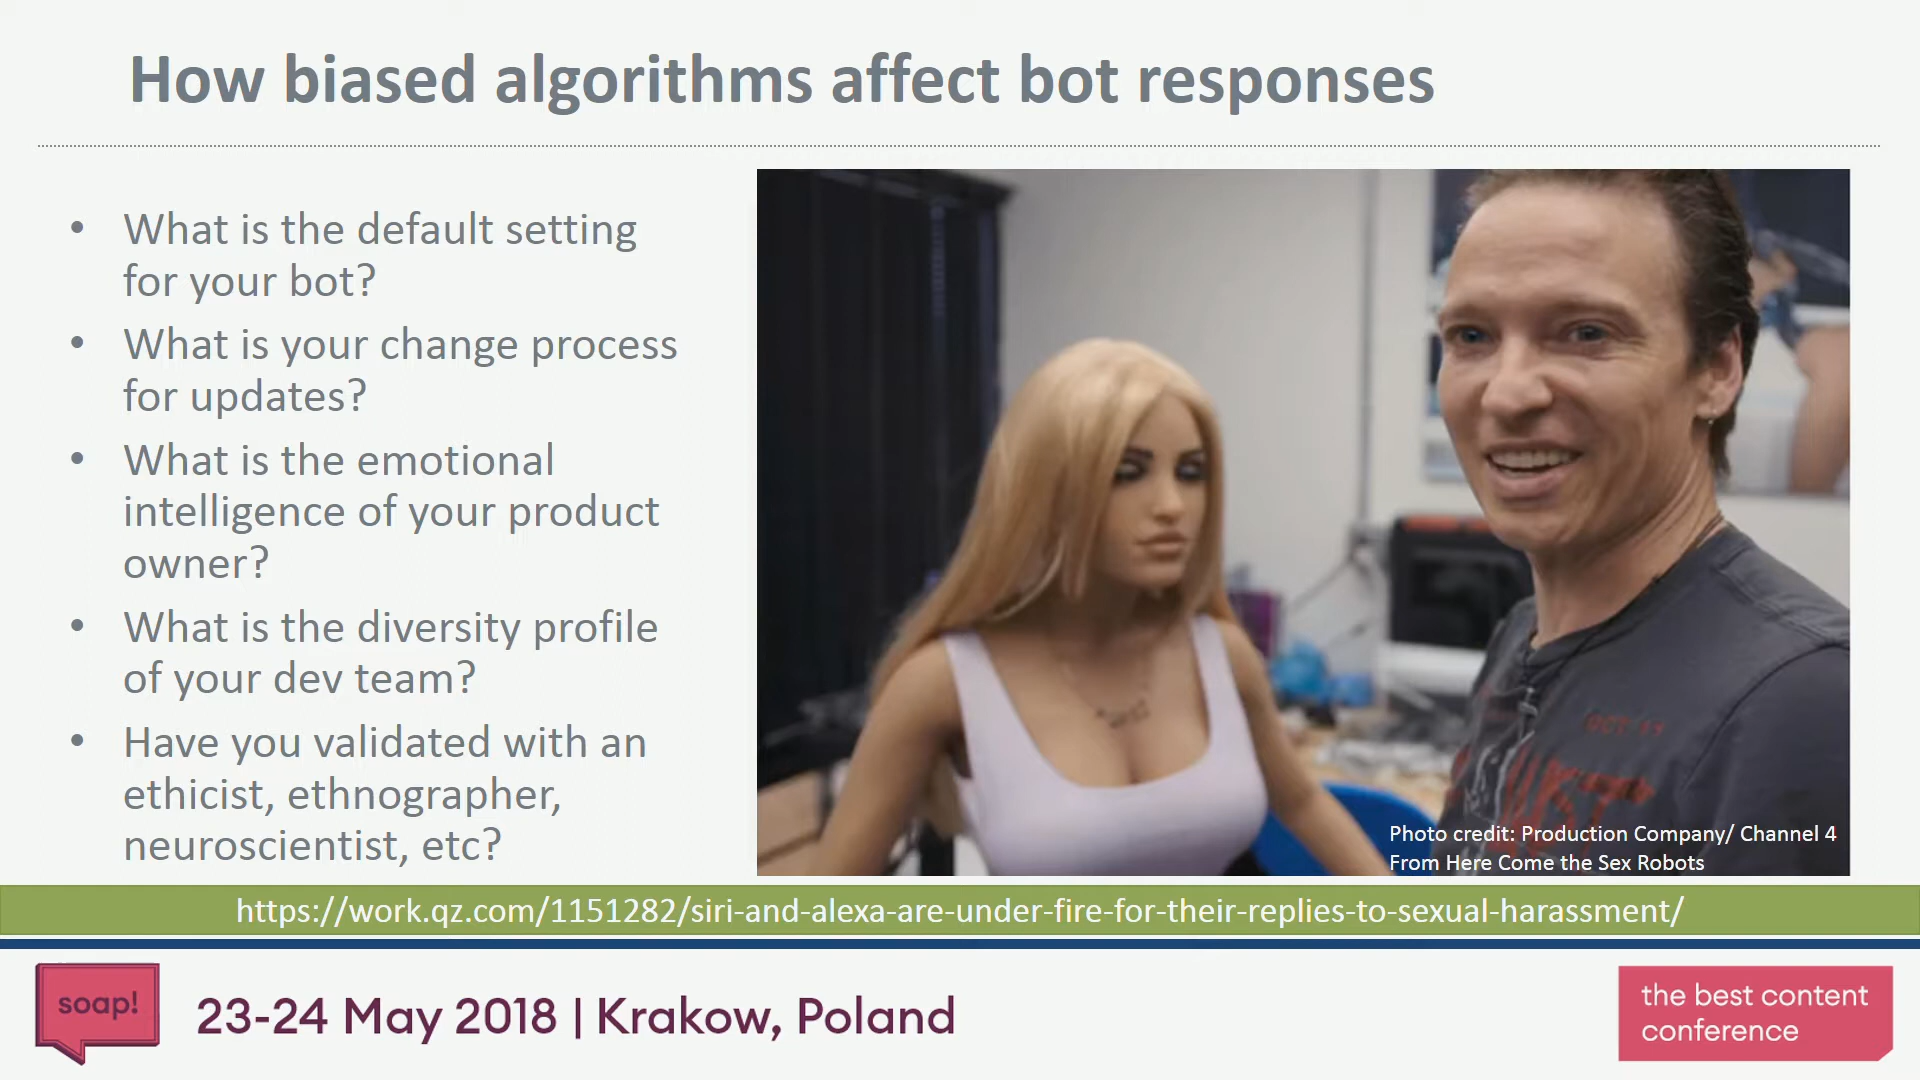 How biased algorithms affect bot responses
• What is the default setting
for your bot?
• What is your change process
for updates?
• What is the emotional
intelligence of your product
owner?
• What is the diversity profile
of your dev team?
• Have you validated with an
ethicist, ethnographer,
neuroscientist, etc?
Photo credit: Production Company/ Channel 4
From Here Come the Sex Robots
https://work.qz.com/1151282/siri-and-alexa-are-under-fire-for-their-replies-to-sexual-harassment/
soap!
23-24 May 2018 | Krakow, Poland
the best content
conference